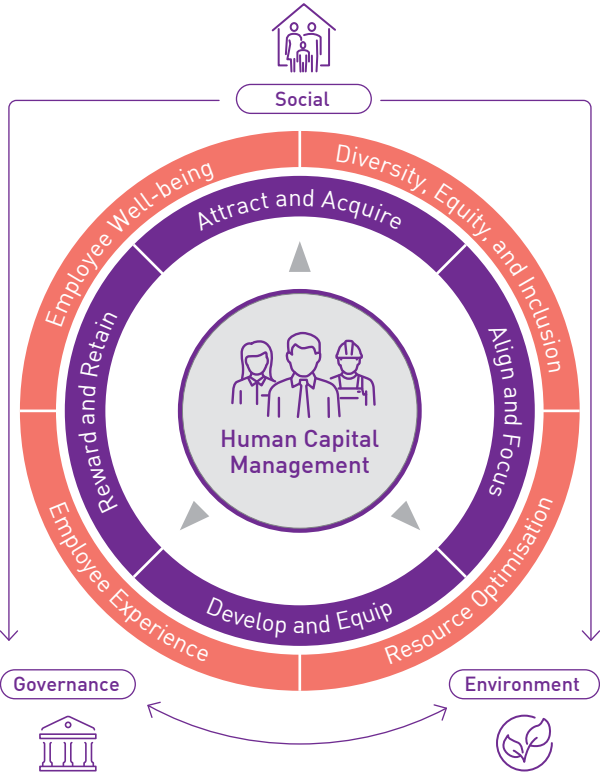 Social
Employee Well-being
Diversity, Equity, and Inclusion
Attract and Acquire
Reward and Retain
Align and Focus
Human Capital
Management
Develop and Equip
Employee Experience
Resource Optimisation
Governance
Environment